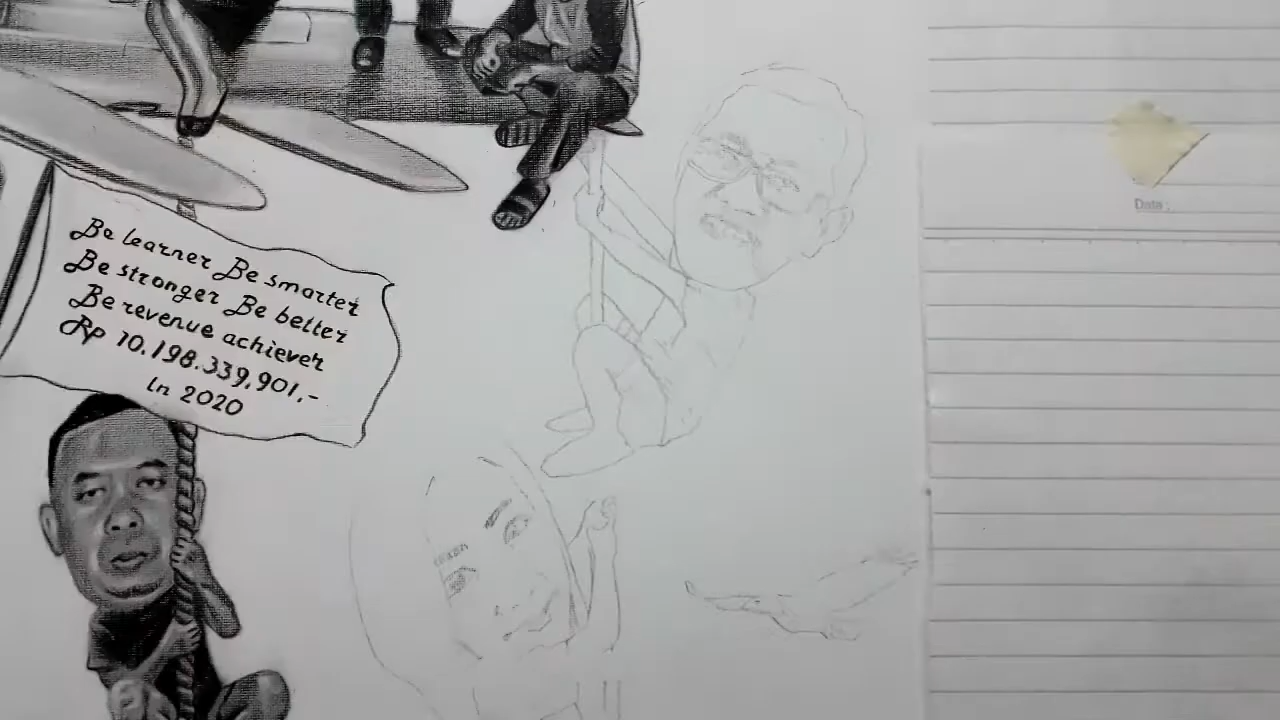 Be learner Be smarter
Be stronger Be better
Be revenue achiever
Rp 10.198.339.901,-
In 2020
Date: